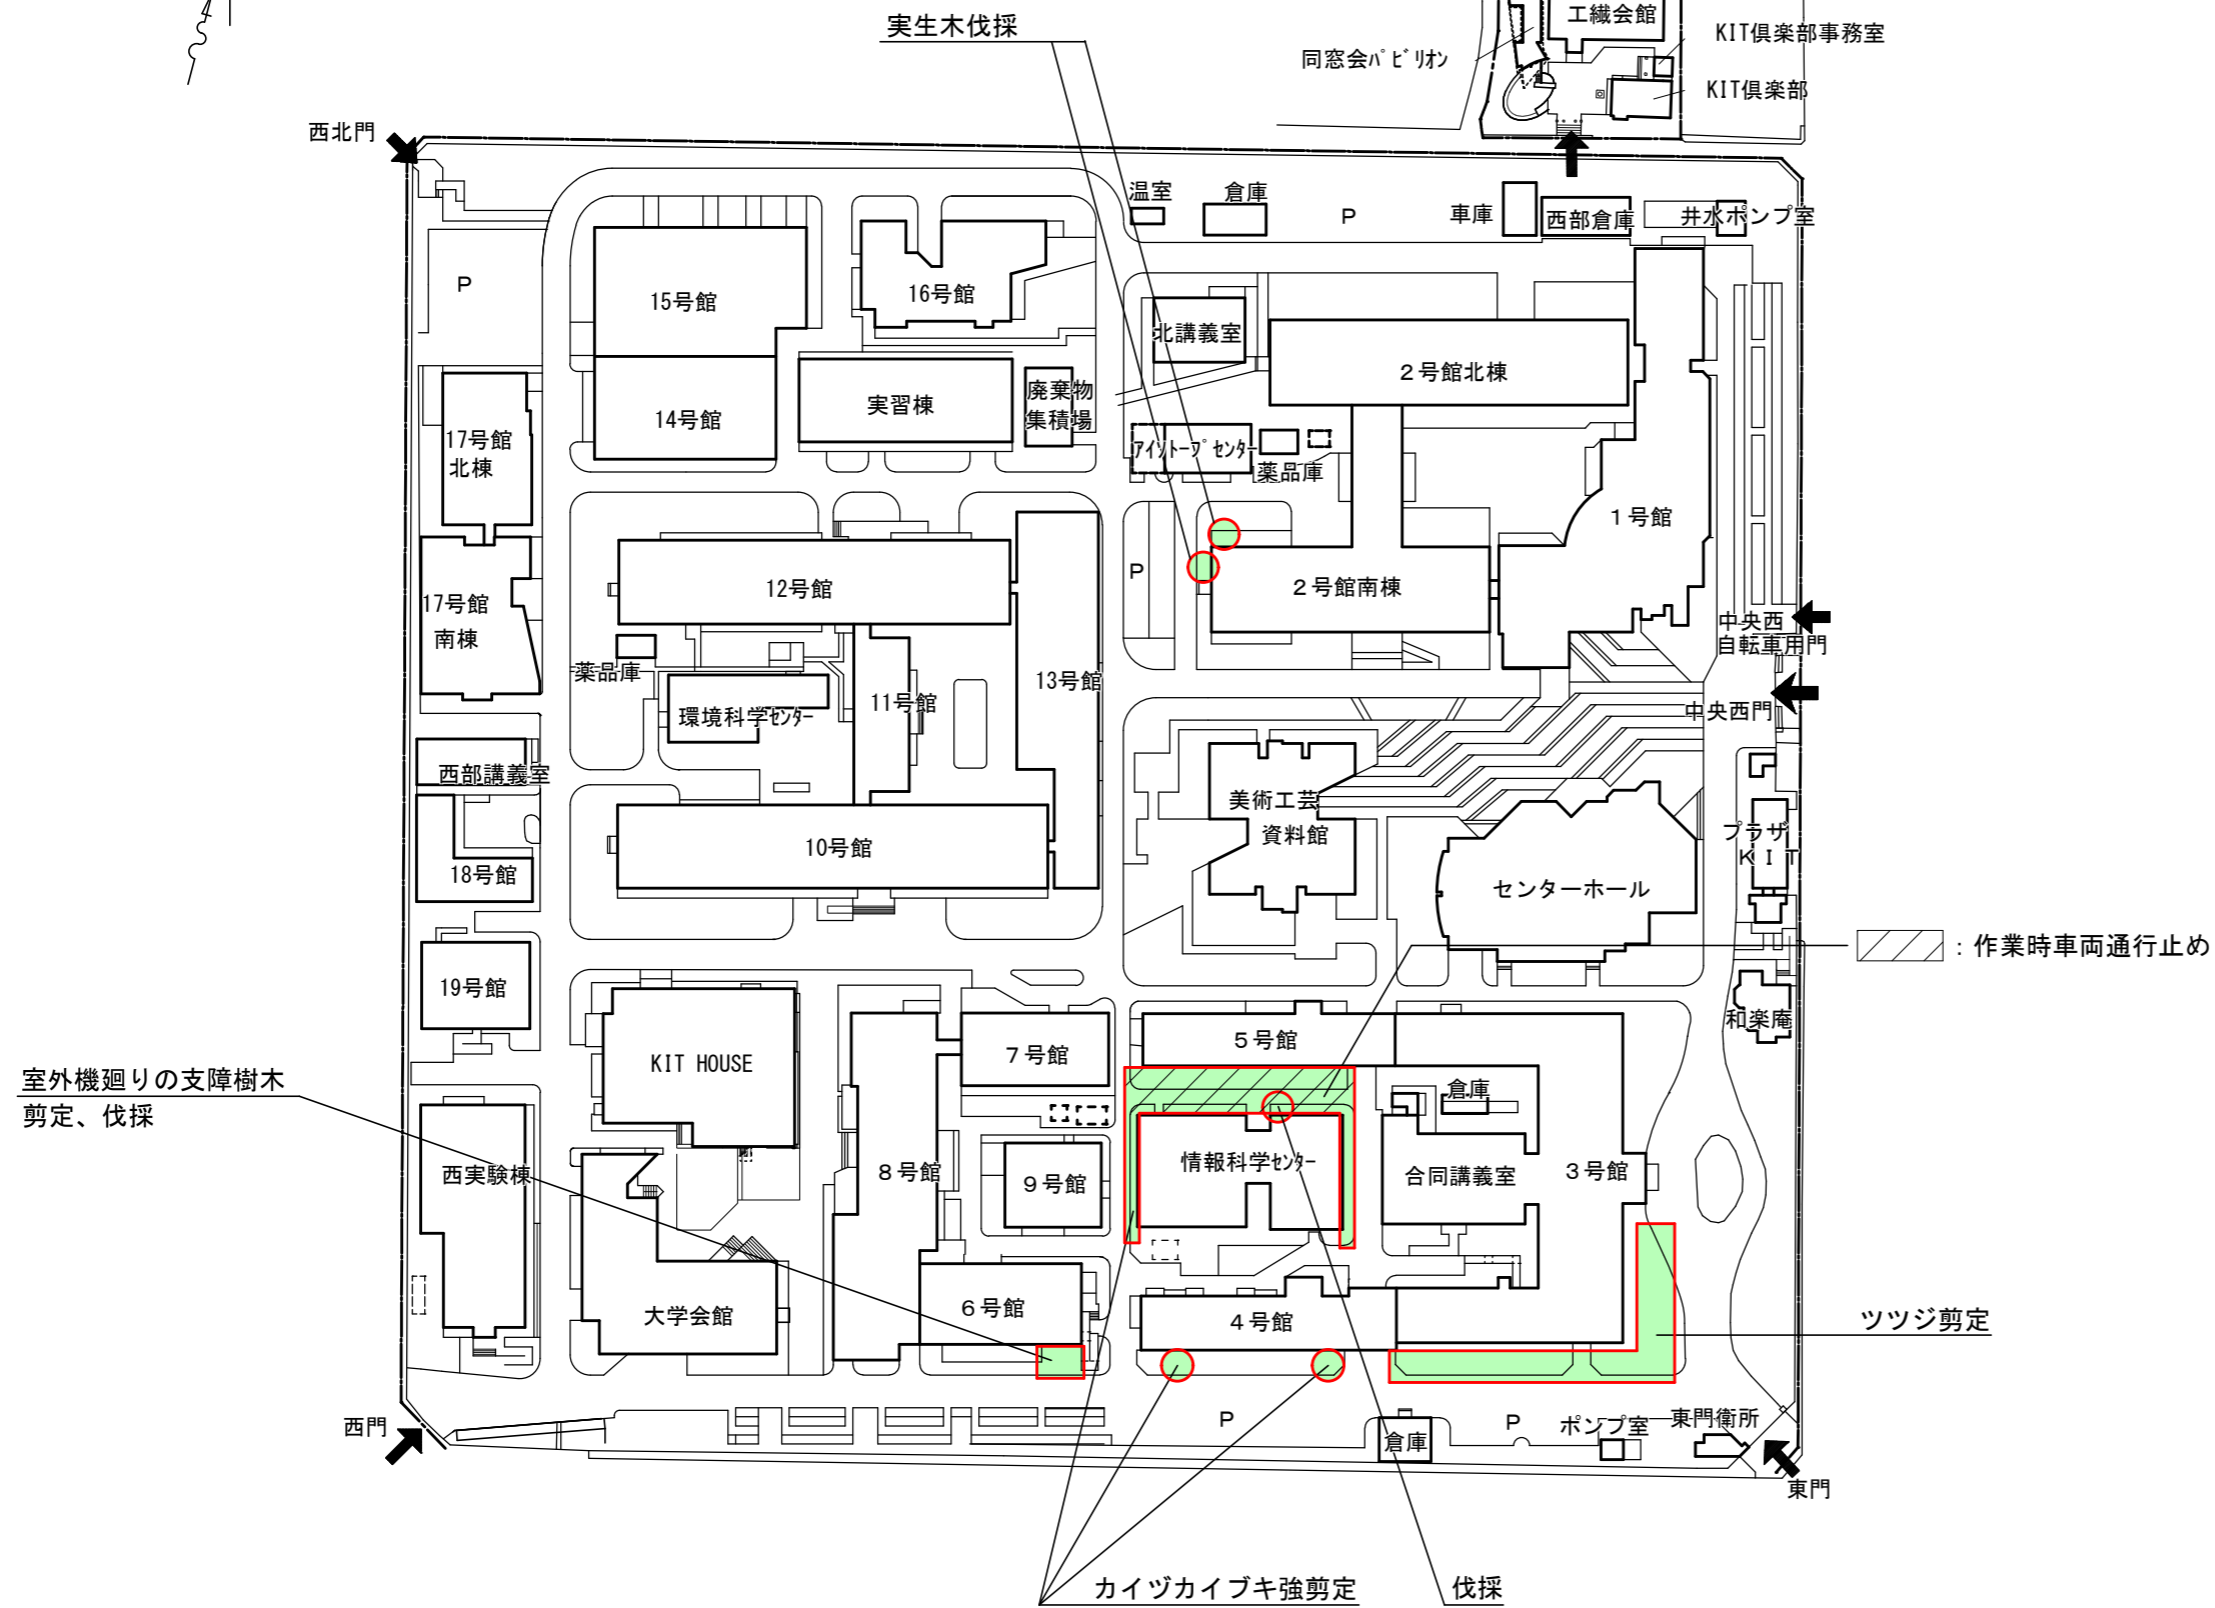 実生木伐採
工繊会館
KIT倶楽部事務室
同窓会ﾊﾟﾋﾞﾘｵﾝ
KIT倶楽部
西北門
温室
倉庫
P
車庫
西部倉庫
井水ポンプ室
P
15号館
16号館
北講義室
2号館北棟
14号館
実習棟
廃棄物
集積場
17号館
北棟
ｱｲｿﾄｰﾌﾟｾﾝﾀｰ
薬品庫
1号館
12号館
P
2号館南棟
17号館
南棟
中央西
自転車用門
薬品庫
環境科学ｾﾝﾀｰ
11号館
13号館
中央西門
西部講義室
美術工芸
資料館
プラザ
KIT
10号館
18号館
センターホール
:作業時車両通行止め
19号館
和楽庵
KIT HOUSE
7号館
5号館
室外機廻りの支障樹木
剪定、伐採
倉庫
西実験棟
8号館
9号館
情報科学ｾﾝﾀｰ
合同講義室
3号館
大学会館
6号館
4号館
ツツジ剪定
西門
P
倉庫
P
ポンプ室
東門衛所
東門
カイヅカイブキ強剪定
伐採